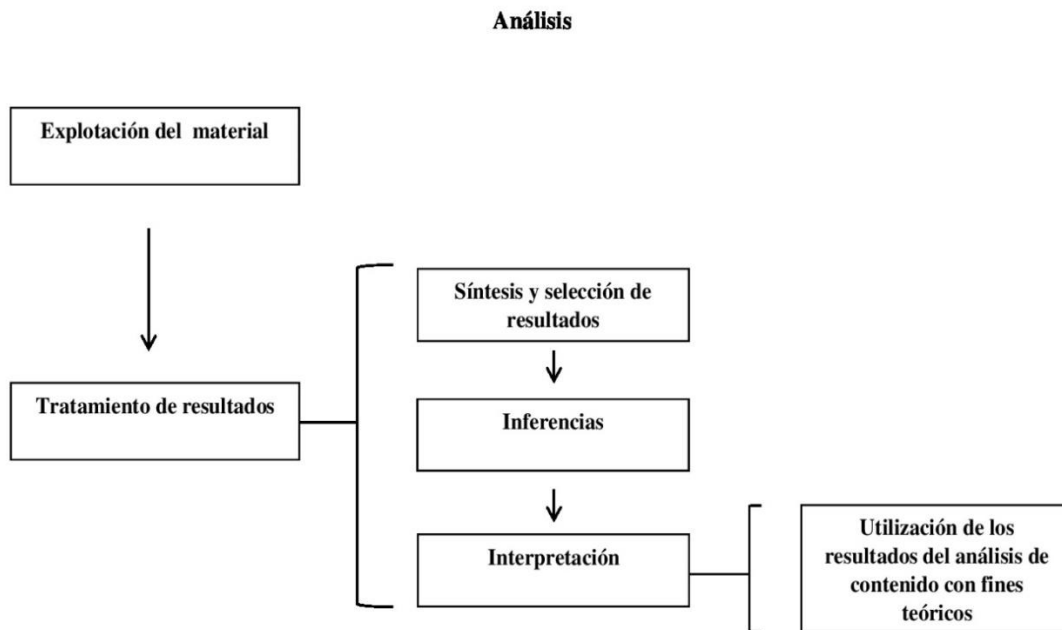 Análisis
Explotación del material
Síntesis y selección de
resultados
Tratamiento de resultados
Inferencias
Interpretación
Utilización de los
resultados del análisis de
contenido con fines
teóricos